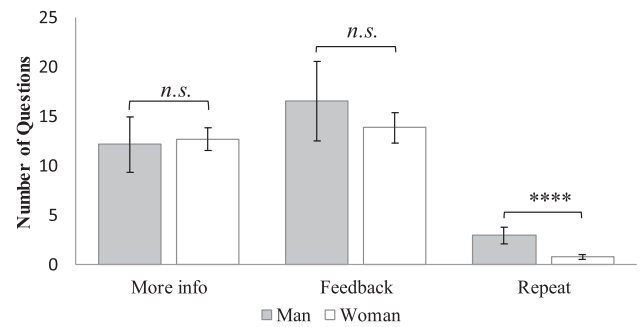 25
20
15
10
5
0
Number of Questions
n.s.
n.s.
****
More info Feedback Repeat
Man Woman